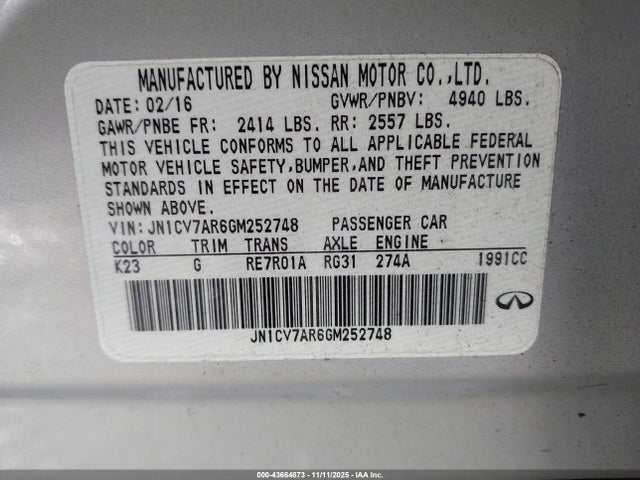 MANUFACTURED BY NISSAN MOTOR CO.,LTD.
DATE: 02/16 GVWR/PNBV: 4940 LBS.
GAWR/PNBE FR: 2414 LBS. RR: 2557 LBS.
THIS VEHICLE CONFORMS TO ALL APPLICABLE FEDERAL
MOTOR VEHICLE SAFETY,BUMPER,AND THEFT PREVENTION
STANDARDS IN EFFECT ON THE DATE OF MANUFACTURE
SHOWN ABOVE.
VIN: JN1CV7AR6GM252748 PASSENGER CAR
COLOR TRIM TRANS AXLE ENGINE
K23 G RE7R01A RG31 274A 1991CC
JN1CV7AR6GM252748
000-43664873 - 11/11/2025 - IAA Inc.